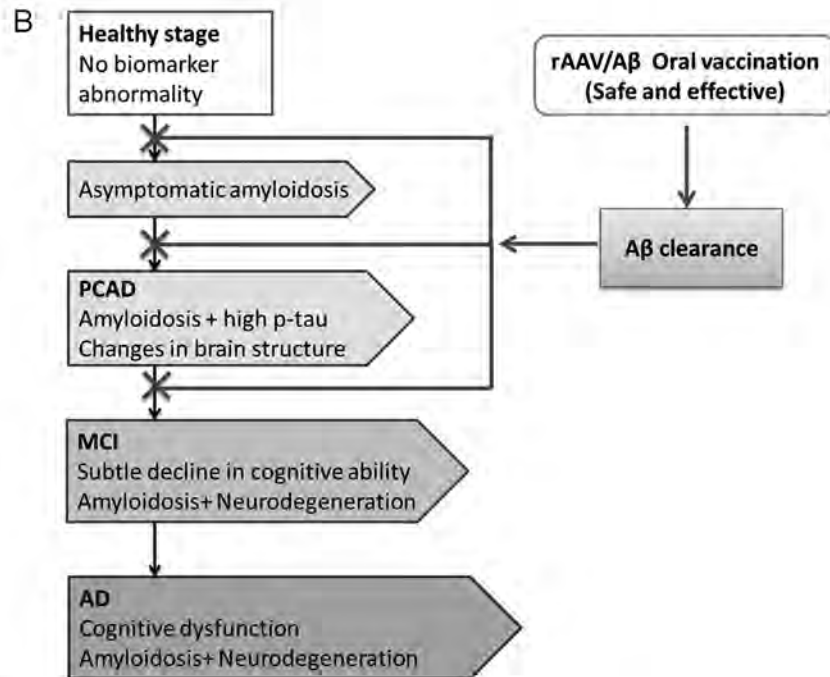 B
Healthy stage
No biomarker
abnormality
rAAV/Aβ Oral vaccination
(Safe and effective)
Asymptomatic amyloidosis
Aβ clearance
PCAD
Amyloidosis + high p-tau
Changes in brain structure
MCI
Subtle decline in cognitive ability
Amyloidosis+ Neurodegeneration
AD
Cognitive dysfunction
Amyloidosis+ Neurodegeneration